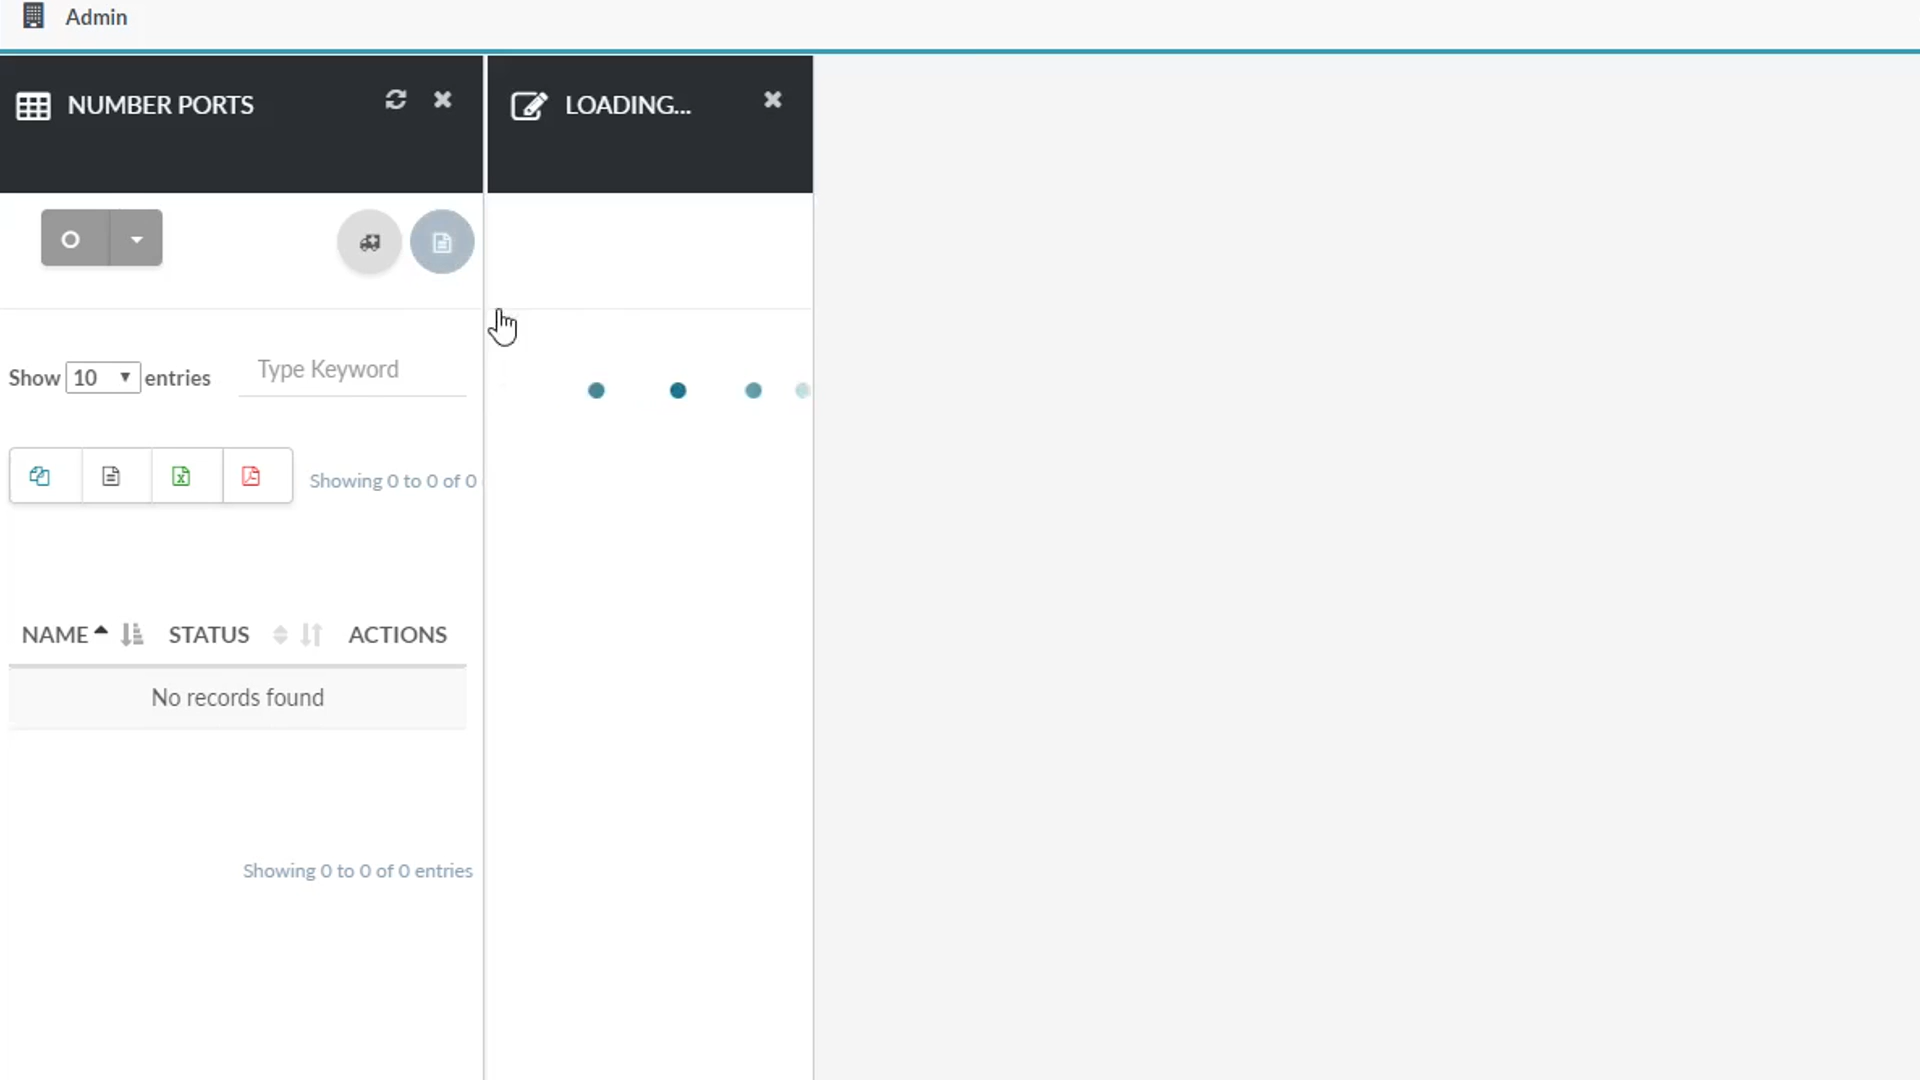 Admin
NUMBER PORTS
LOADING...
Show 10 entries
Type Keyword
Showing 0 to 0 of 0
NAME STATUS ACTIONS
No records found
Showing 0 to 0 of 0 entries